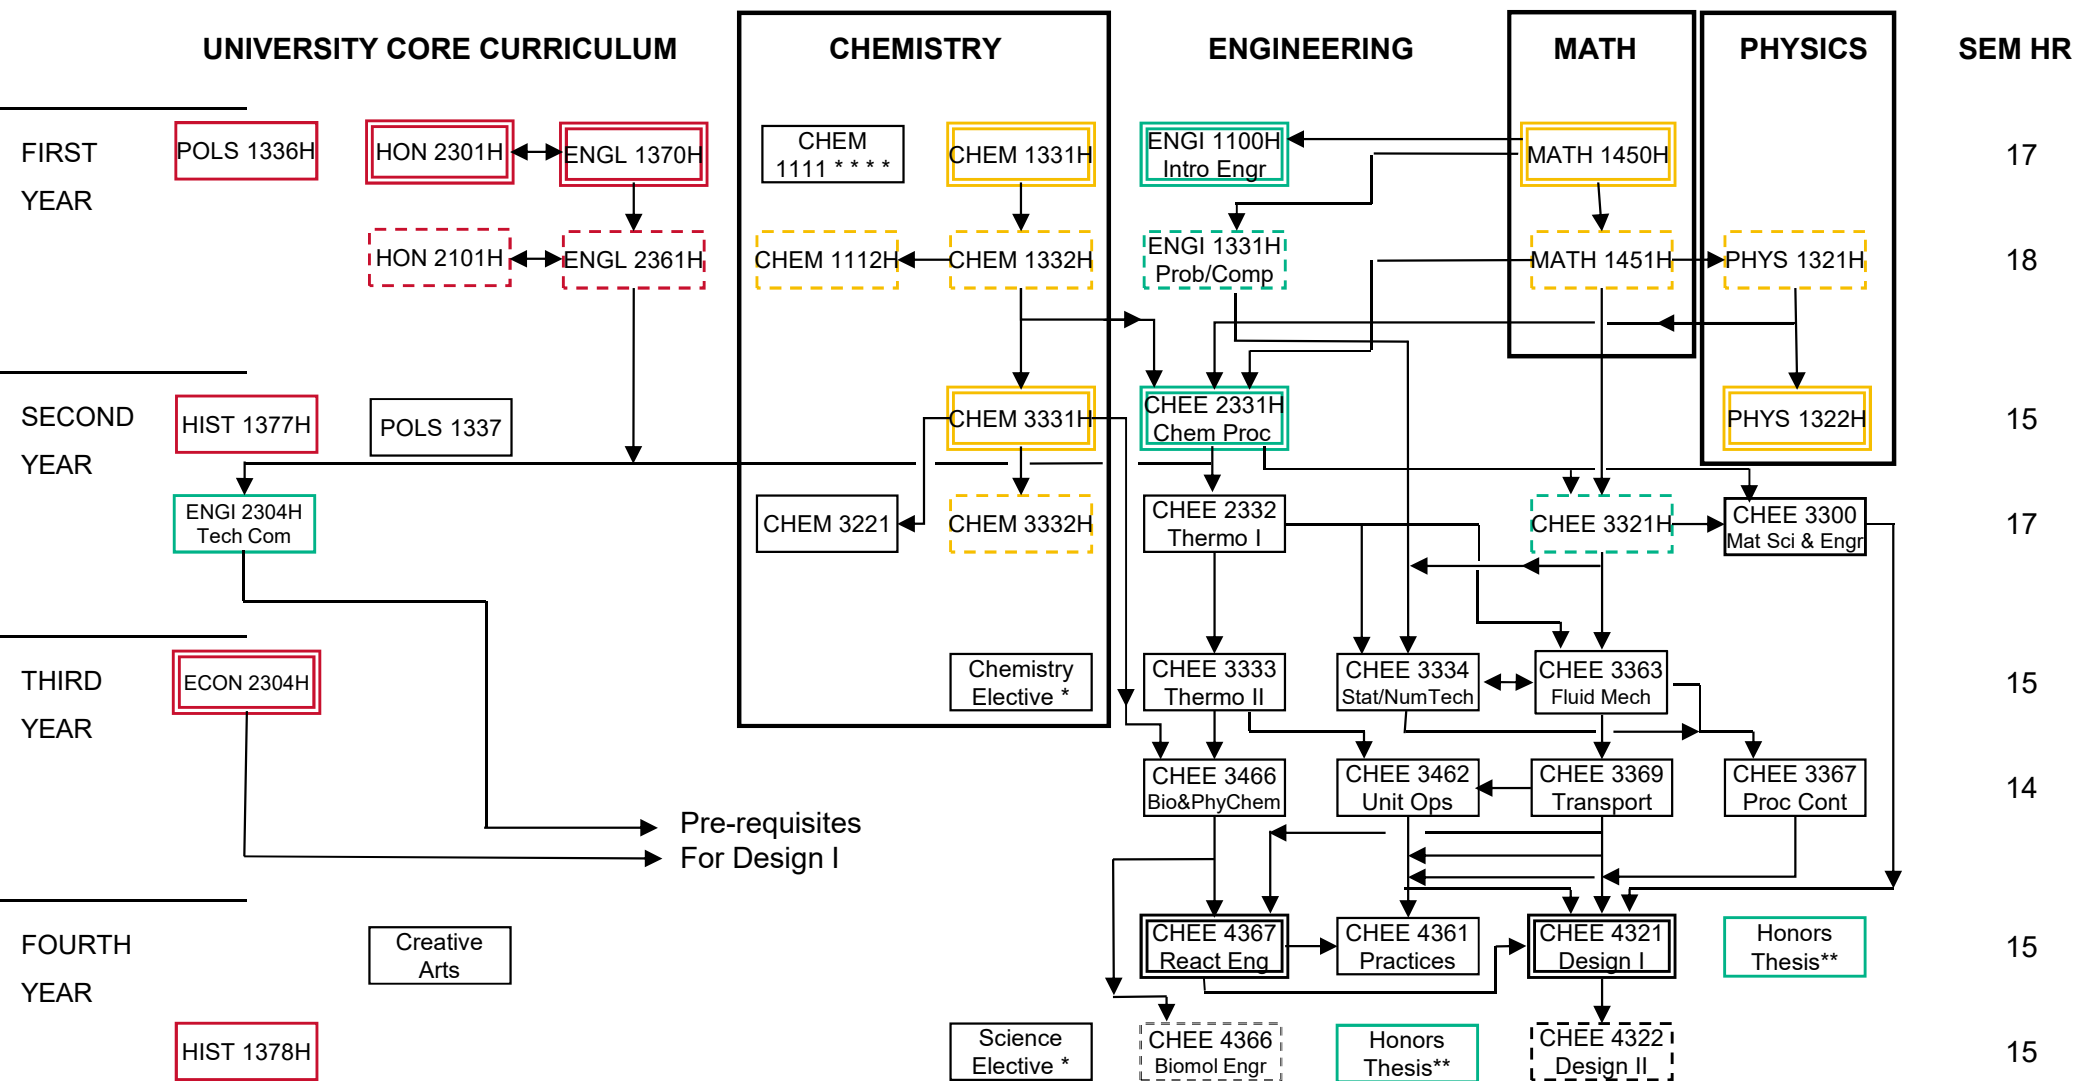 UNIVERSITY CORE CURRICULUM
CHEMISTRY
ENGINEERING
MATH
PHYSICS
SEM HR
FIRST
YEAR
POLS 1336H
HON 2301H
ENGL 1370H
CHEM
1111 * * * *
CHEM 1331H
ENGI 1100H
Intro Engr
MATH 1450H
17
HON 2101H
ENGL 2361H
CHEM 1112H
CHEM 1332H
ENGI 1331H
Prob/Comp
MATH 1451H
PHYS 1321H
18
SECOND
YEAR
HIST 1377H
POLS 1337
CHEM 3331H
CHEE 2331H
Chem Proc
PHYS 1322H
15
ENGI 2304H
Tech Com
CHEM 3221
CHEM 3332H
CHEE 2332
Thermo I
CHEE 3321H
CHEE 3300
Mat Sci & Engr
17
THIRD
YEAR
ECON 2304H
Chemistry
Elective *
CHEE 3333
Thermo II
CHEE 3334
Stat/NumTech
CHEE 3363
Fluid Mech
15
CHEE 3466
Bio&PhyChem
CHEE 3462
Unit Ops
CHEE 3369
Transport
CHEE 3367
Proc Cont
14
Pre-requisites
For Design I
FOURTH
YEAR
Creative
Arts
CHEE 4367
React Eng
CHEE 4361
Practices
CHEE 4321
Design I
Honors
Thesis**
15
HIST 1378H
Science
Elective *
CHEE 4366
Biomol Engr
Honors
Thesis**
CHEE 4322
Design II
15